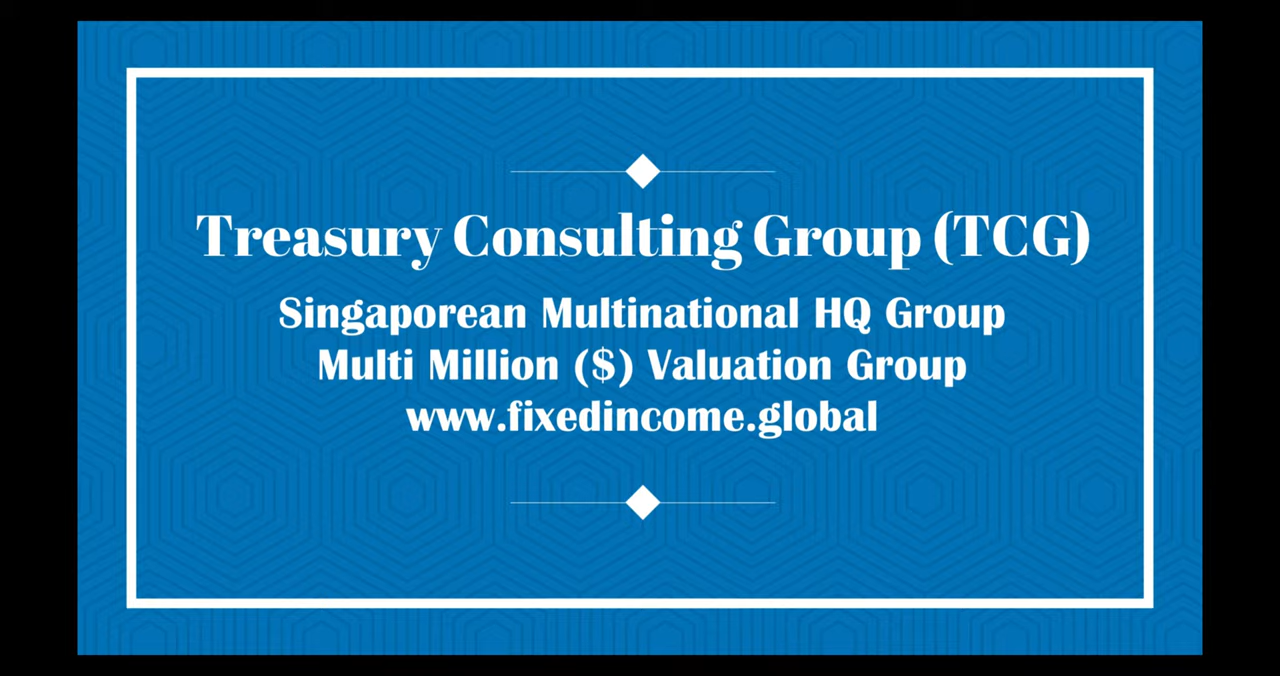 Treasury Consulting Group (TCG)
Singaporean Multinational HQ Group
Multi Million ($) Valuation Group
www.fixedincome.global